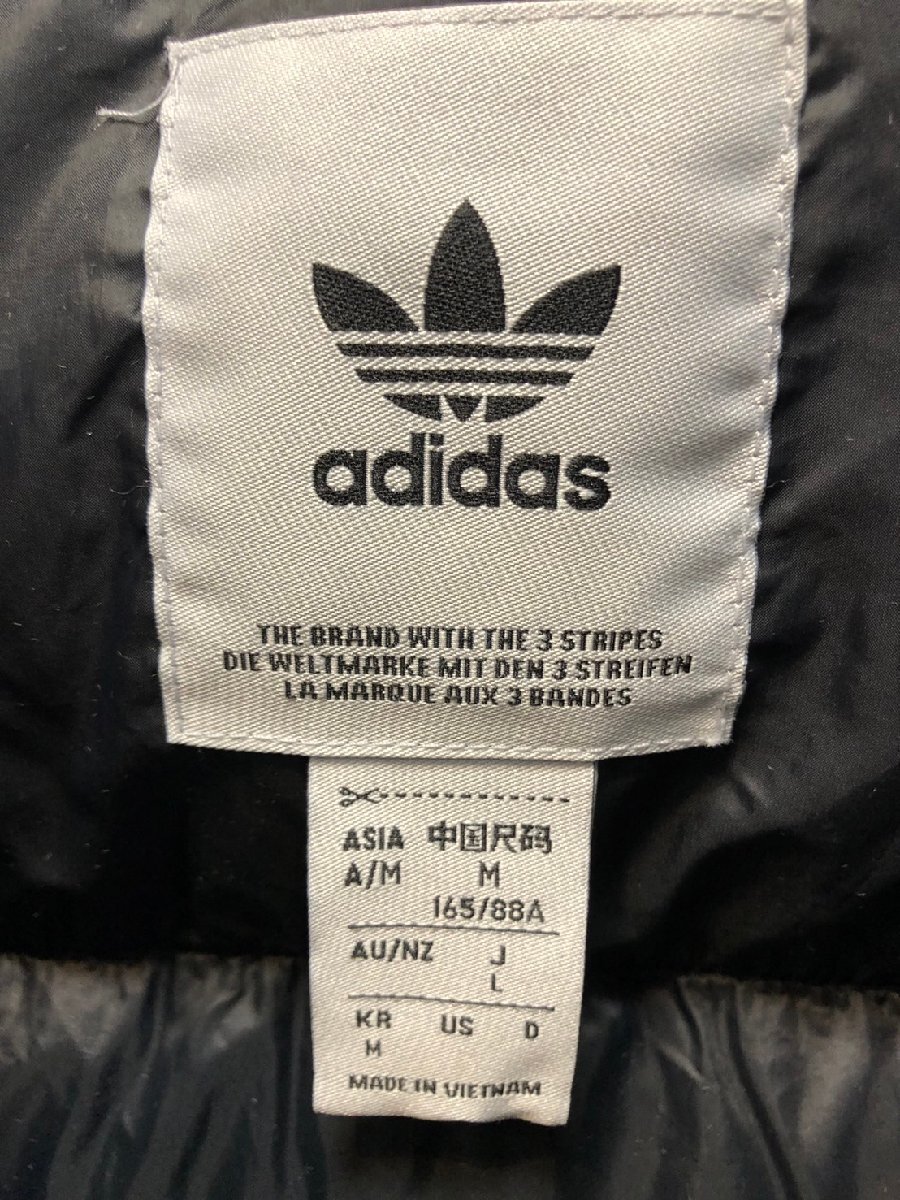 adidas
THE BRAND WITH THE 3 STRIPES
DIE WELTMARKE MIT DEN 3 STREIFEN
LA MARQUE AUX 3 BANDES
ASIA 中国尺码
A/M M
165/88A
AU/NZ J
L
KR US D
M
MADE IN VIETNAM